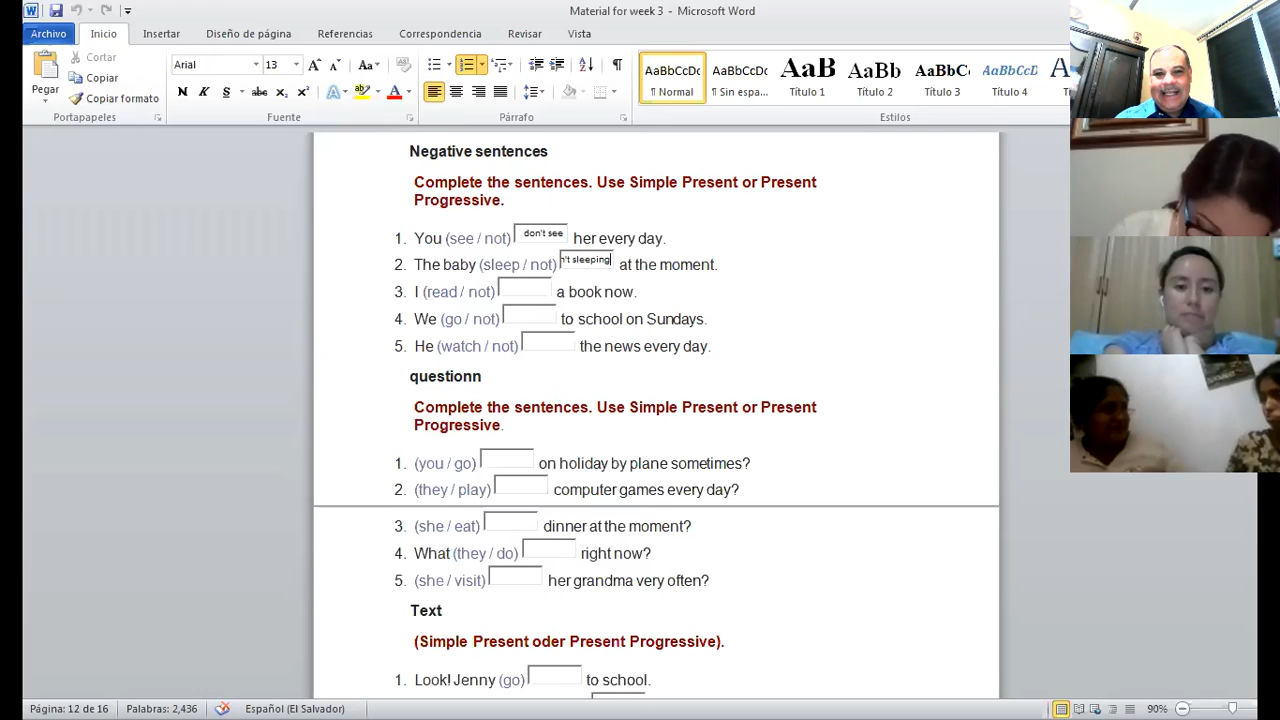 Material for week 3 - Microsoft Word
Archivo Inicio Insertar Diseño de página Referencias Correspondencia Revisar Vista
Cortar
Copiar
Copiar formato
Pegar
Portapapeles
Arial 13
Aa
N K S abc x₂ x² A A
Fuente
Párrafo
AaBbCcDc AaBbCcDc AaB AaBb AaBbCc AaBbCcD
¶ Normal ¶ Sin espa... Título 1 Título 2 Título 3 Título 4
Estilos
Negative sentences
Complete the sentences. Use Simple Present or Present
Progressive.
1. You (see / not) don't see her every day.
2. The baby (sleep / not) n't sleeping at the moment.
3. I (read / not) a book now.
4. We (go / not) to school on Sundays.
5. He (watch / not) the news every day.
questionn
Complete the sentences. Use Simple Present or Present
Progressive.
1. (you / go) on holiday by plane sometimes?
2. (they / play) computer games every day?
3. (she / eat) dinner at the moment?
4. What (they / do) right now?
5. (she / visit) her grandma very often?
Text
(Simple Present oder Present Progressive).
1. Look! Jenny (go) to school.
Página: 12 de 16 Palabras: 2,436 Español (El Salvador) 90%